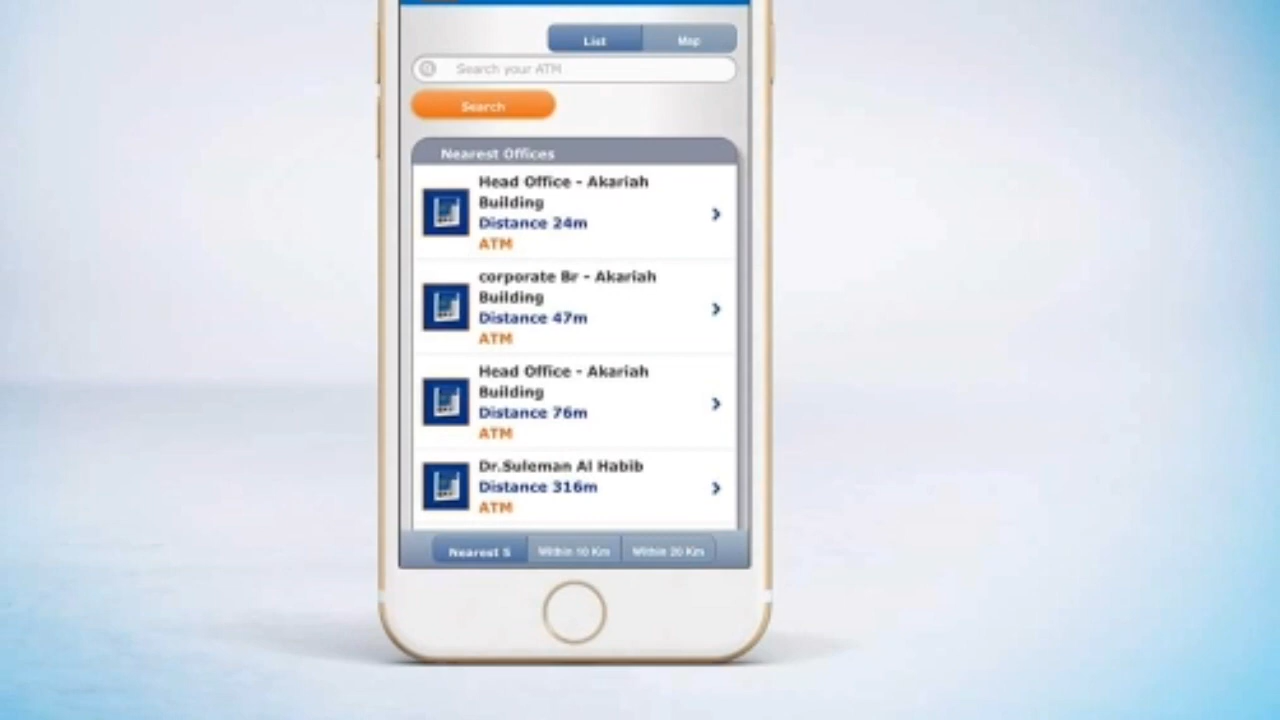 List
Map
Search your ATM
Search
Nearest Offices
Head Office - Akariah
Building
Distance 24m
ATM
corporate Br - Akariah
Building
Distance 47m
ATM
Head Office - Akariah
Building
Distance 76m
ATM
Dr.Suleman Al Habib
Distance 316m
ATM
Nearest 5
Within 10 Km
Within 20 Km